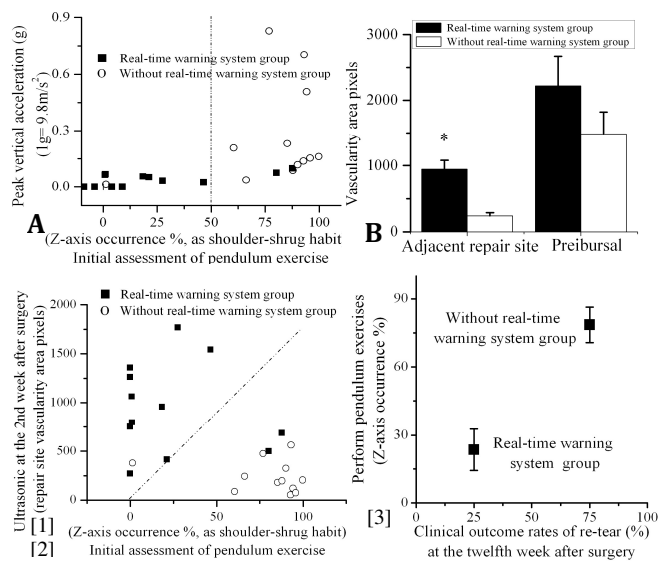 Peak vertical acceleration (g)
(1g= 9.8m/s²)
0.9
0.6
0.3
0.0
Real-time warning system group
Without real-time warning system group
0 25 50 75 100
(Z-axis occurrence %, as shoulder-shrug habit
Initial assessment of pendulum exercise
A
Vascularity area pixels
3000
2000
1000
0
Real-time warning system group
Without real-time warning system group
*
Adjacent repair site Preibursal
B
Ultrasonic at the 2nd week after surgery
(repair site vascularity area pixels)
2000
1500
1000
500
0
Real-time warning system group
Without real-time warning system group
0 25 50 75 100
(Z-axis occurrence %, as shoulder-shrug habit)
Initial assessment of pendulum exercise
[1]
[2]
Perform pendulum exercises
(Z-axis occurrence %)
90
60
30
0
Without real-time
warning system group
Real-time warning
system group
0 25 50 75 100
Clinical outcome rates of re-tear (%)
at the twelfth week after surgery
[3]